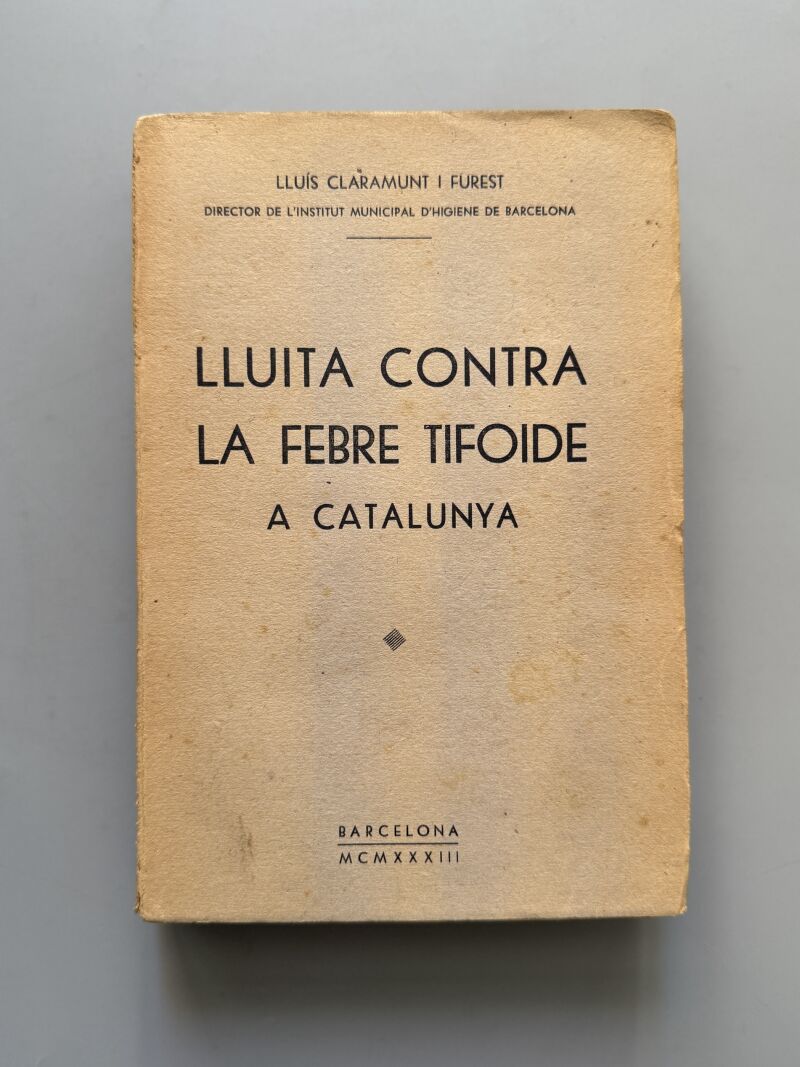 LLUÍS CLARAMUNT I FUREST
DIRECTOR DE L'INSTITUT MUNICIPAL D'HIGIENE DE BARCELONA
LLUITA CONTRA
LA FEBRE TIFOIDE
A CATALUNYA
BARCELONA
MCMXXXIII